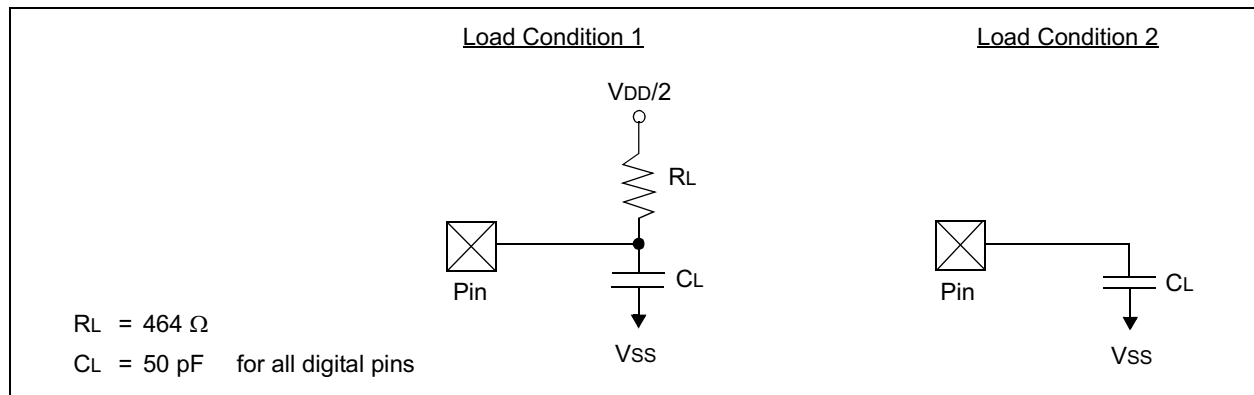 Load Condition 1
VDD/2
RL
Pin
CL
VSS
Load Condition 2
Pin
CL
VSS
RL = 464 Ω
CL = 50 pF for all digital pins